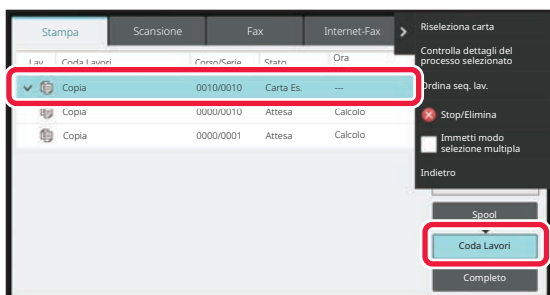 Stampa Scansione Fax Internet-Fax
Lav. Coda Lavori Corso/Serie Stato Ora
Copia 0010/0010 Carta Es. ---
Copia 0000/0010 Attesa Calcolo
Copia 0000/0001 Attesa Calcolo
Riseleziona carta
Controlla dettagli del
processo selezionato
Ordina seq. lav.
Stop/Elimina
Immetti modo
selezione multipla
Indietro
Spool
Coda Lavori
Completo